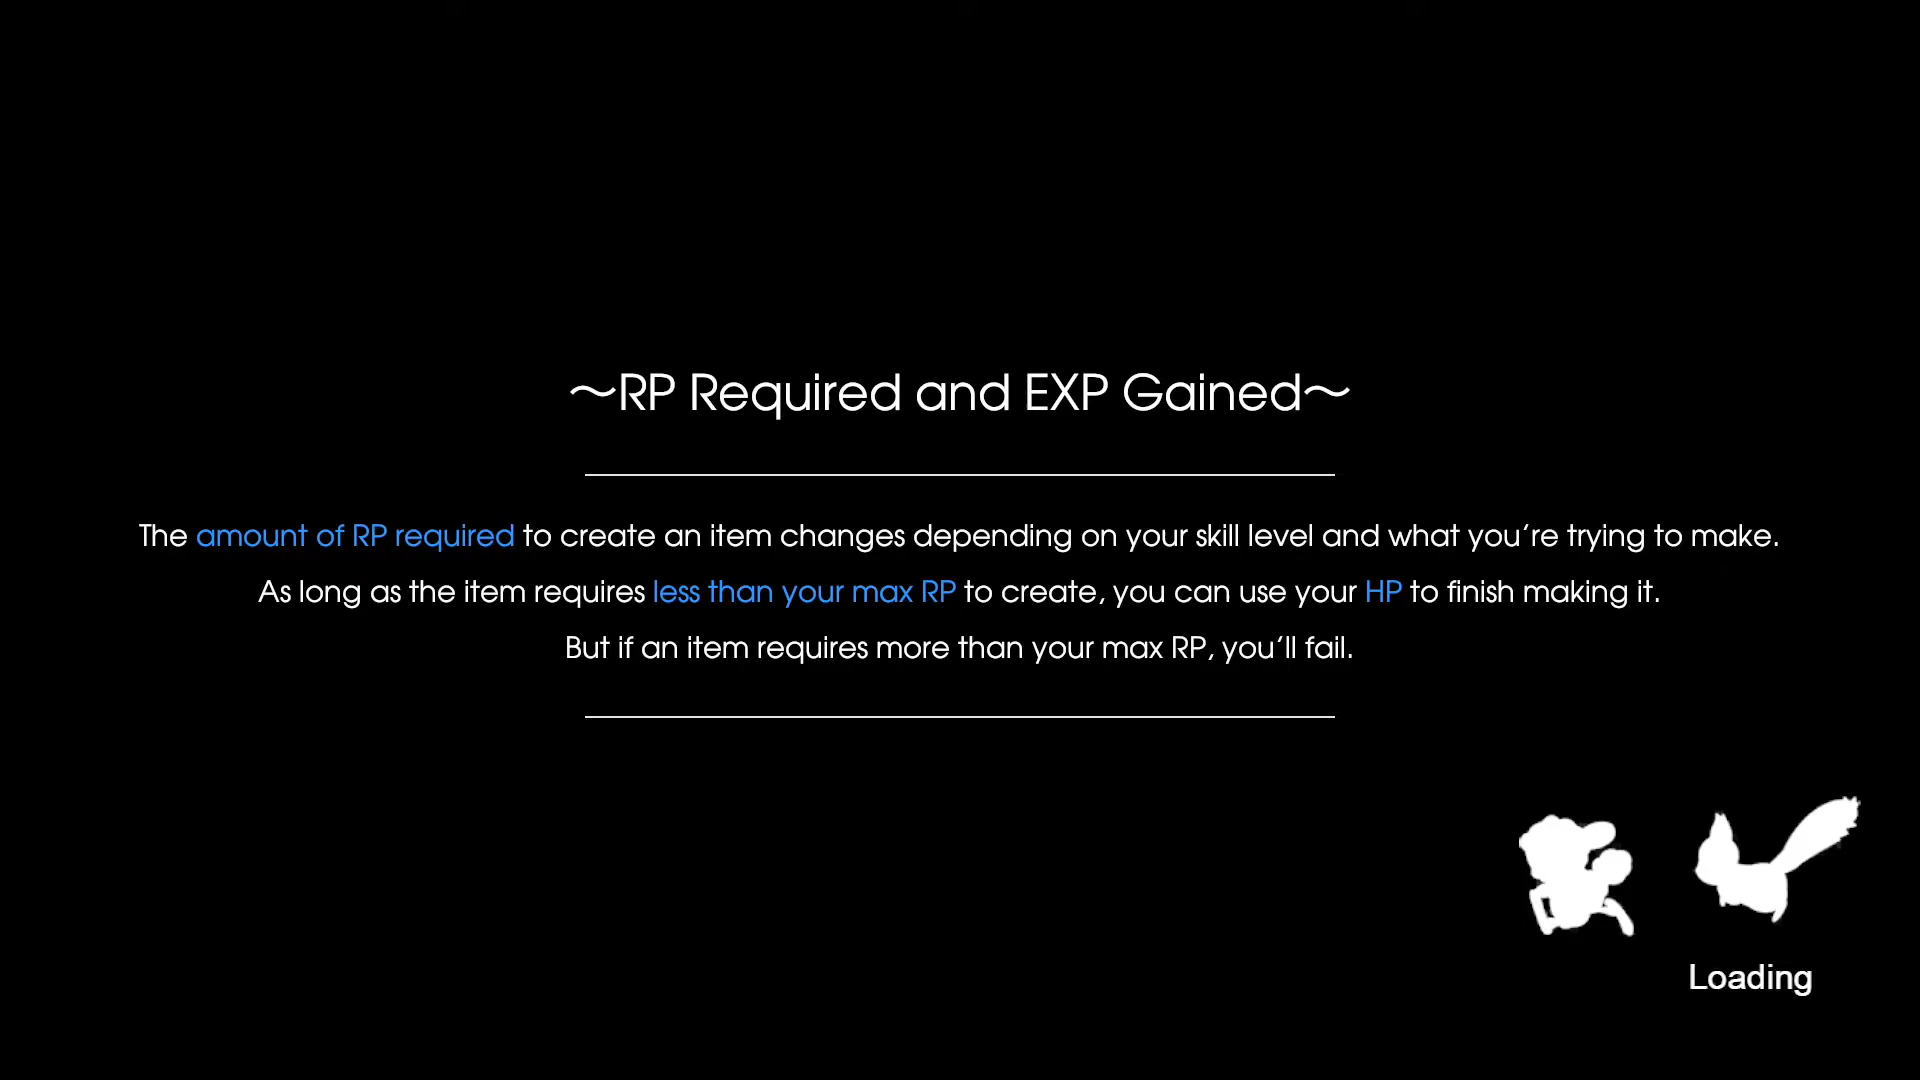 ～RP Required and EXP Gained～
The amount of RP required to create an item changes depending on your skill level and what you’re trying to make.
As long as the item requires less than your max RP to create, you can use your HP to finish making it.
But if an item requires more than your max RP, you’ll fail.
Loading